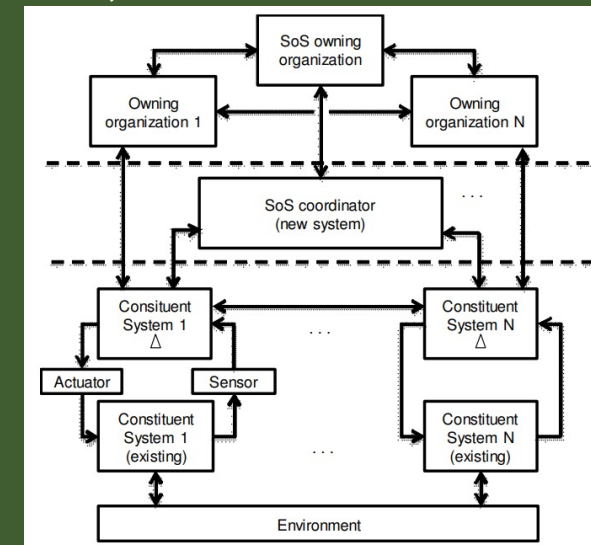 SoS owning
organization
Owning
organization 1
Owning
organization N
. . .
SoS coordinator
(new system)
Consituent
System 1
Δ
. . .
Constituent
System N
Δ
Actuator
Sensor
Constituent
System 1
(existing)
. . .
Constituent
System N
(existing)
Environment